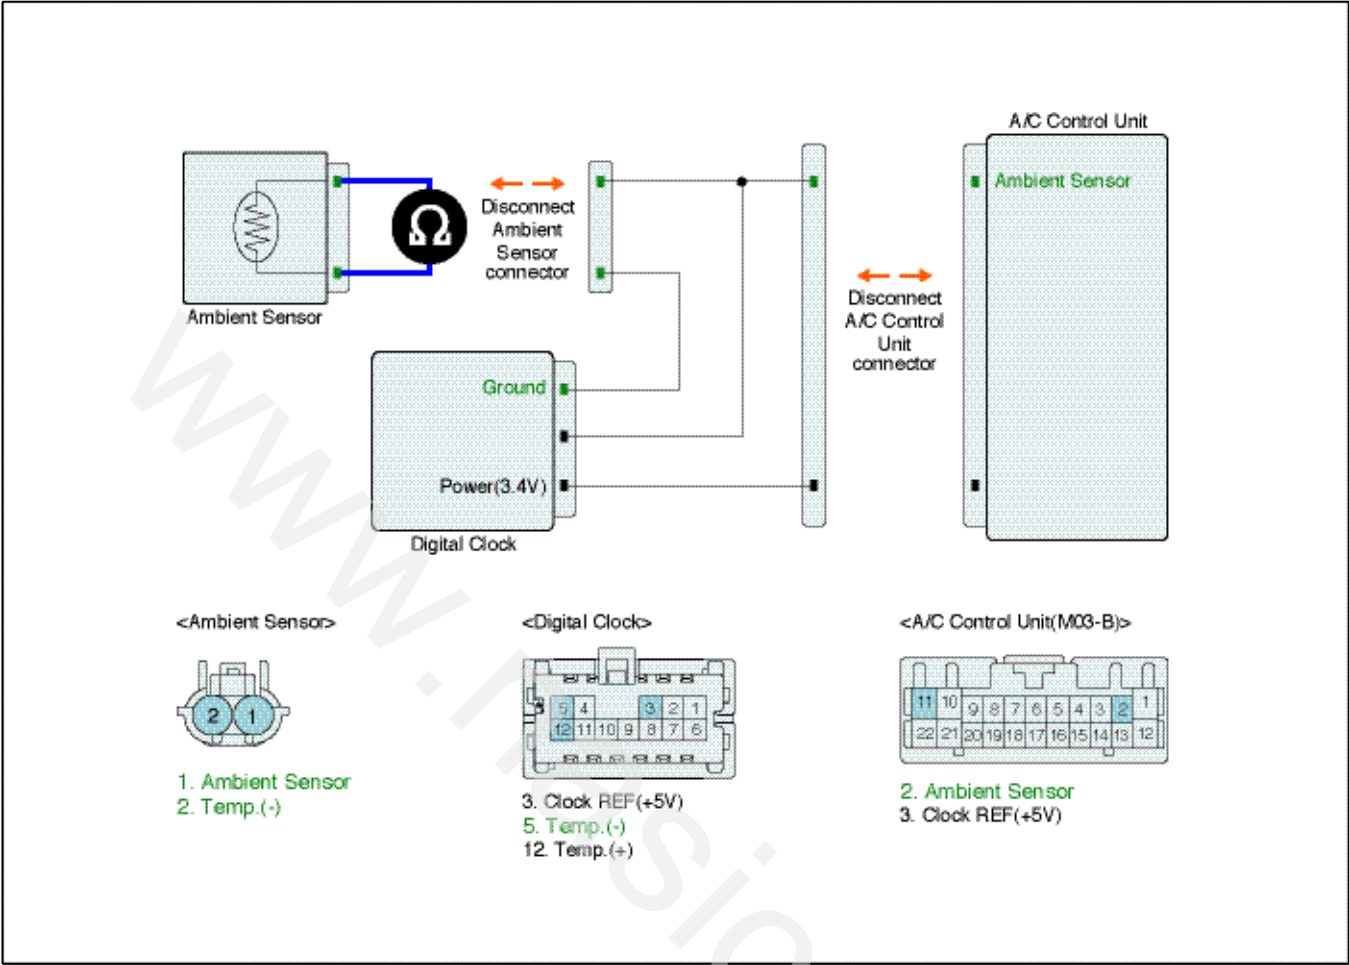 A/C Control Unit
Ambient Sensor
Ω
Disconnect
Ambient
Sensor
connector
Ambient Sensor
Disconnect
A/C Control
Unit
connector
Ground
Power(3.4V)
Digital Clock
<Ambient Sensor>
<Digital Clock>
<A/C Control Unit(M03-B)>
2 1
5 4 3 2 1
12 11 10 9 8 7 6
11 10 9 8 7 6 5 4 3 2 1
22 21 20 19 18 17 16 15 14 13 12
1. Ambient Sensor
2. Temp.(-)
3. Clock REF(+5V)
5. Temp.(-)
12. Temp.(+)
2. Ambient Sensor
3. Clock REF(+5V)